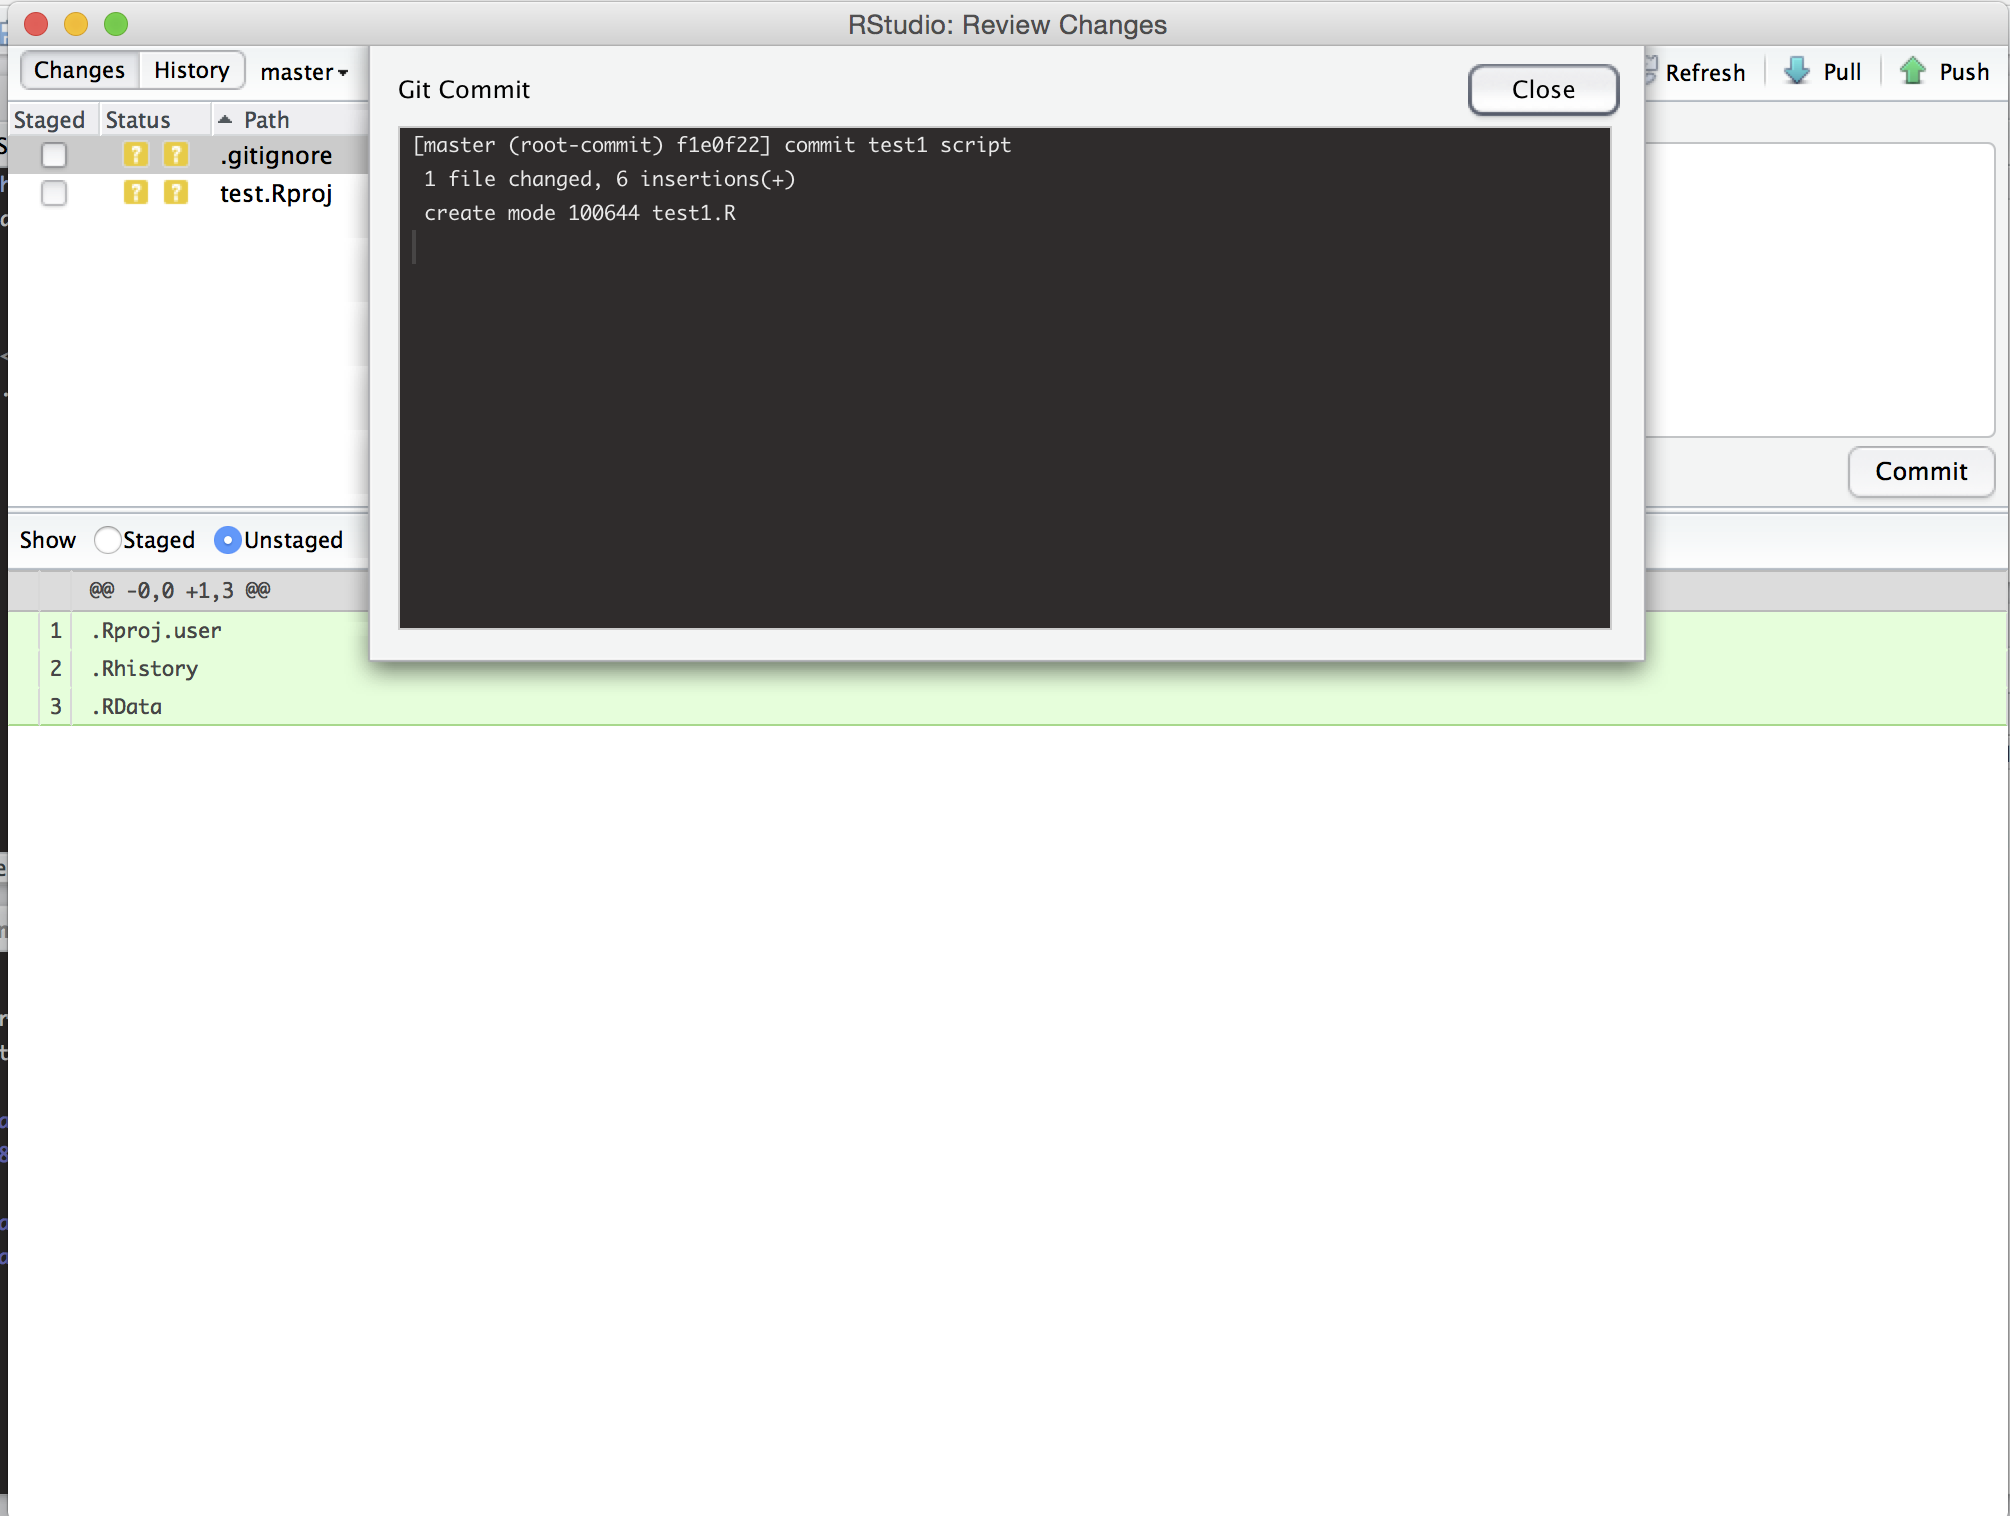 RStudio: Review Changes
Changes History master
Refresh Pull Push
Git Commit
Close
Staged Status Path
.gitignore
test.Rproj
[master (root-commit) f1e0f22] commit test1 script
1 file changed, 6 insertions(+)
create mode 100644 test1.R
Commit
Show Staged Unstaged
@@ -0,0 +1,3 @@
1 .Rproj.user
2 .Rhistory
3 .RData